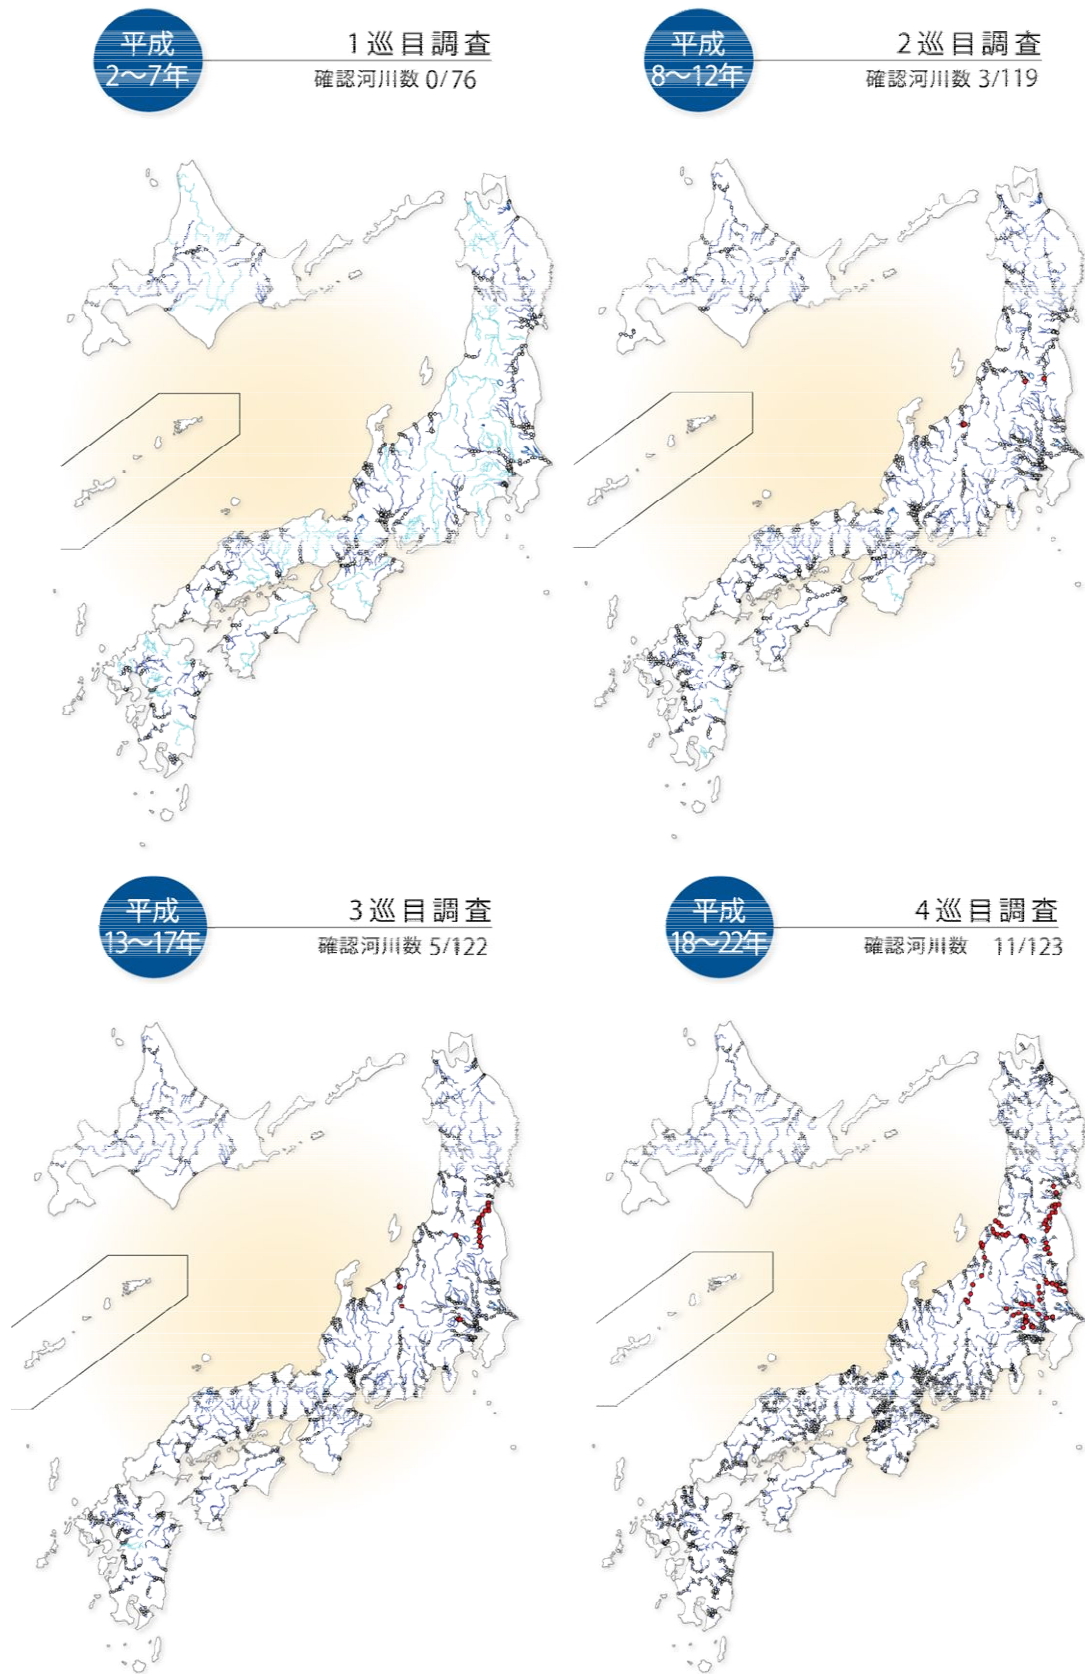 平成
2～7年
1巡目調査
確認河川数 0/76
平成
8～12年
2巡目調査
確認河川数 3/119
平成
13～17年
3巡目調査
確認河川数 5/122
平成
18～22年
4巡目調査
確認河川数 11/123